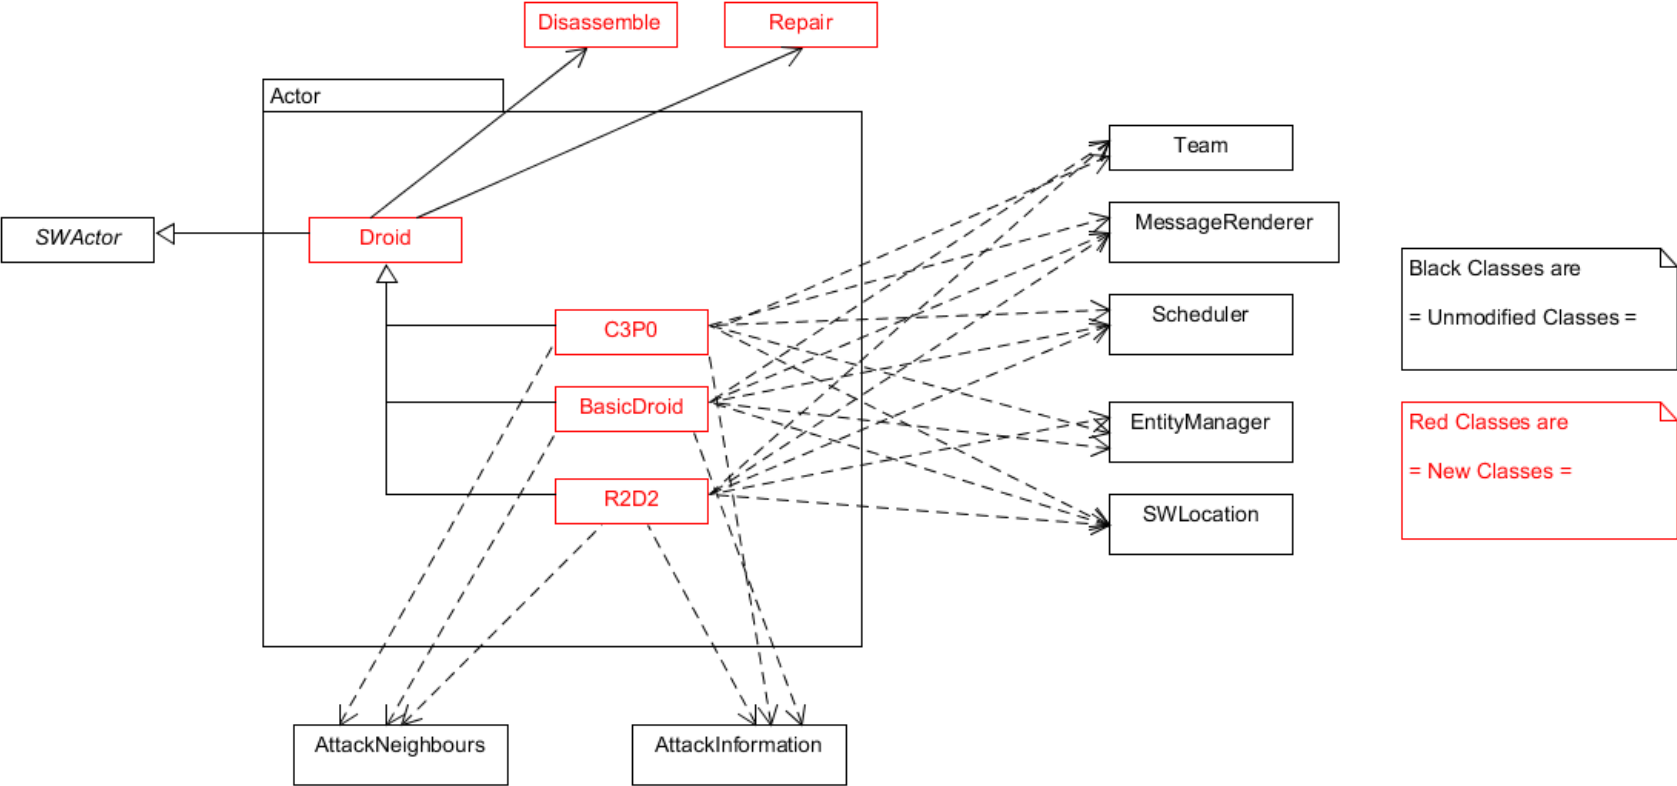 Disassemble
Repair
Actor
Team
SWActor
Droid
MessageRenderer
Black Classes are
= Unmodified Classes =
C3P0
Scheduler
BasicDroid
EntityManager
Red Classes are
= New Classes =
R2D2
SWLocation
AttackNeighbours
AttackInformation